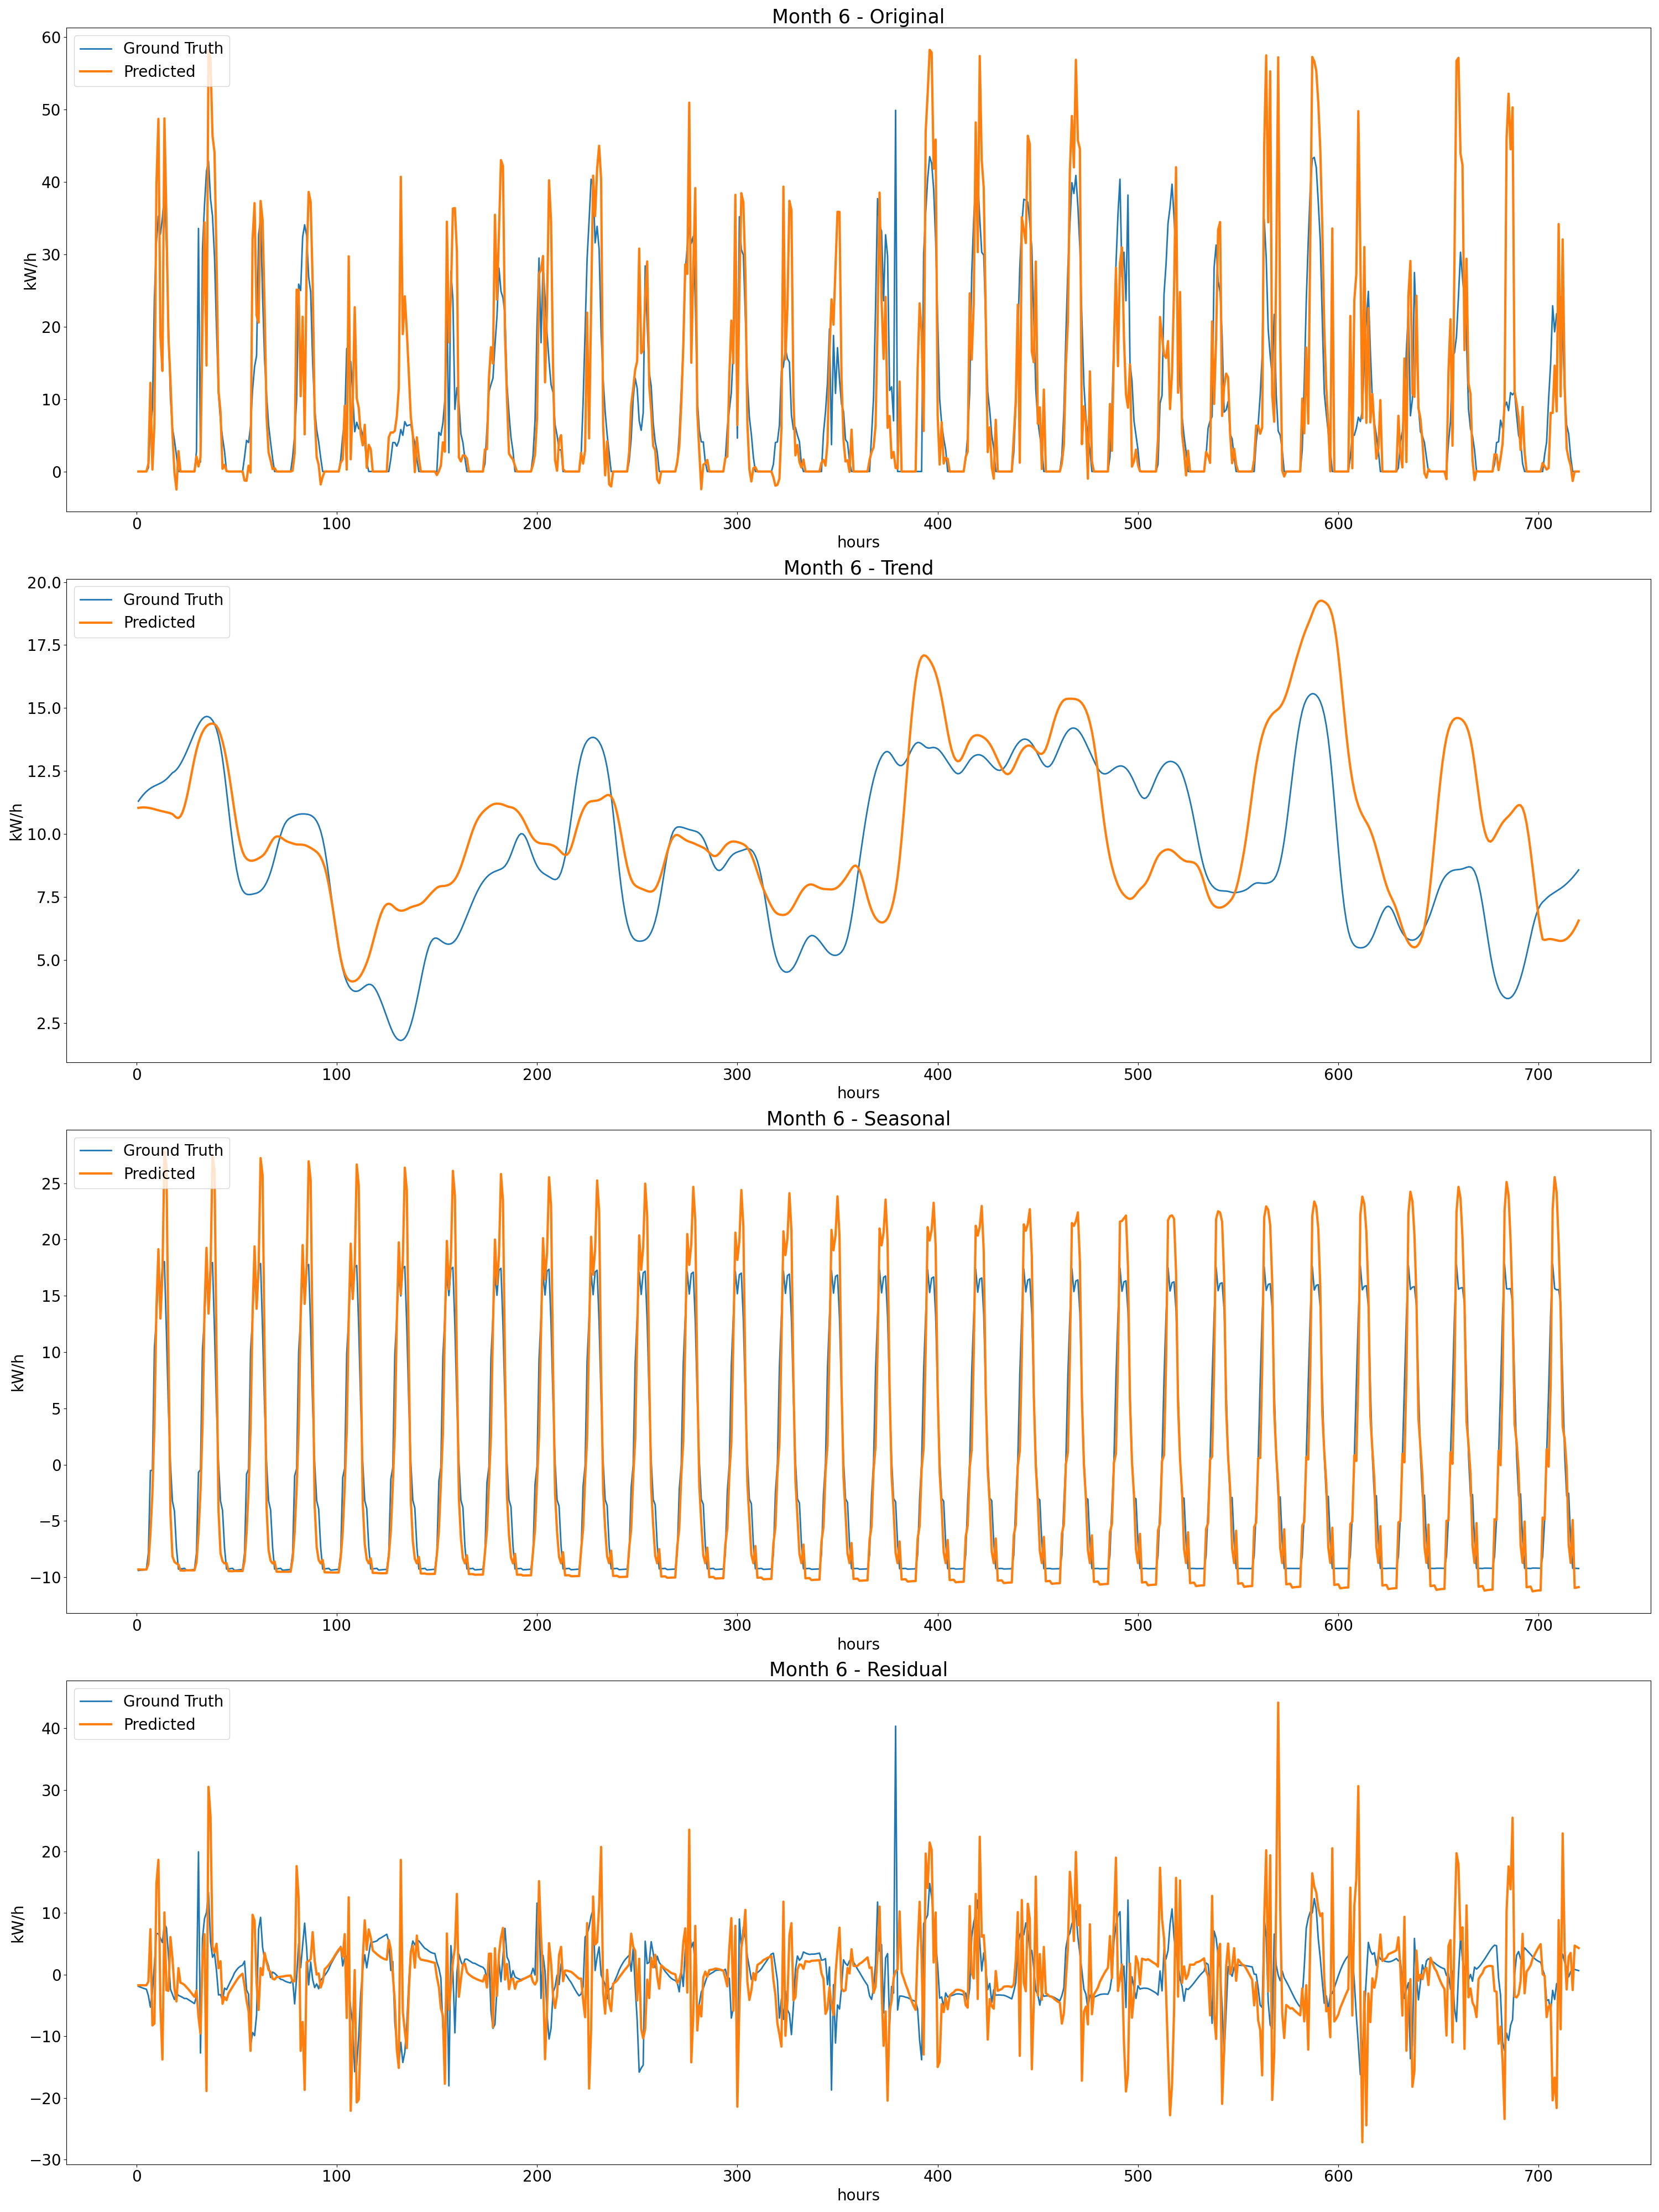 Month 6 - Original
Ground Truth
Predicted
60
50
40
30
20
10
0
kW/h
0 100 200 300 400 500 600 700
hours
Month 6 - Trend
Ground Truth
Predicted
20.0
17.5
15.0
12.5
10.0
7.5
5.0
2.5
kW/h
0 100 200 300 400 500 600 700
hours
Month 6 - Seasonal
Ground Truth
Predicted
25
20
15
10
5
0
−5
−10
kW/h
0 100 200 300 400 500 600 700
hours
Month 6 - Residual
Ground Truth
Predicted
40
30
20
10
0
−10
−20
−30
kW/h
0 100 200 300 400 500 600 700
hours